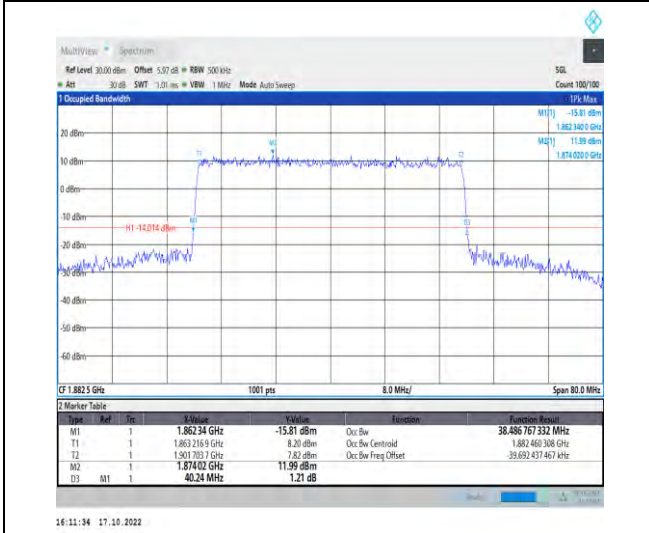 MultiView Spectrum
Ref Level 30.00 dBm Offset 5.97 dB RBW 500 kHz SGL
Att 30 dB SWT 1.01 ms VBW 1 MHz Mode Auto Sweep Count 100/100
1 Occupied Bandwidth 1Pk Max
M1[1] -15.81 dBm
1.862 340 0 GHz
M2[1] 11.99 dBm
1.874 020 0 GHz
20 dBm
M2
T1 T2
10 dBm
0 dBm
-10 dBm
M1 D3
H1 -14.014 dBm
-20 dBm
-30 dBm
-40 dBm
-50 dBm
-60 dBm
CF 1.882 5 GHz 1001 pts 8.0 MHz/ Span 80.0 MHz
2 Marker Table
Type Ref Trc X-Value Y-Value Function Function Result
M1 1 1.862 34 GHz -15.81 dBm Occ Bw 38.486 767 332 MHz
T1 1 1.863 216 9 GHz 8.20 dBm Occ Bw Centroid 1.882 460 308 GHz
T2 1 1.901 703 7 GHz 7.82 dBm Occ Bw Freq Offset -39.692 437 467 kHz
M2 1 1.874 02 GHz 11.99 dBm
D3 M1 1 40.24 MHz 1.21 dB
16:11:34 17.10.2022